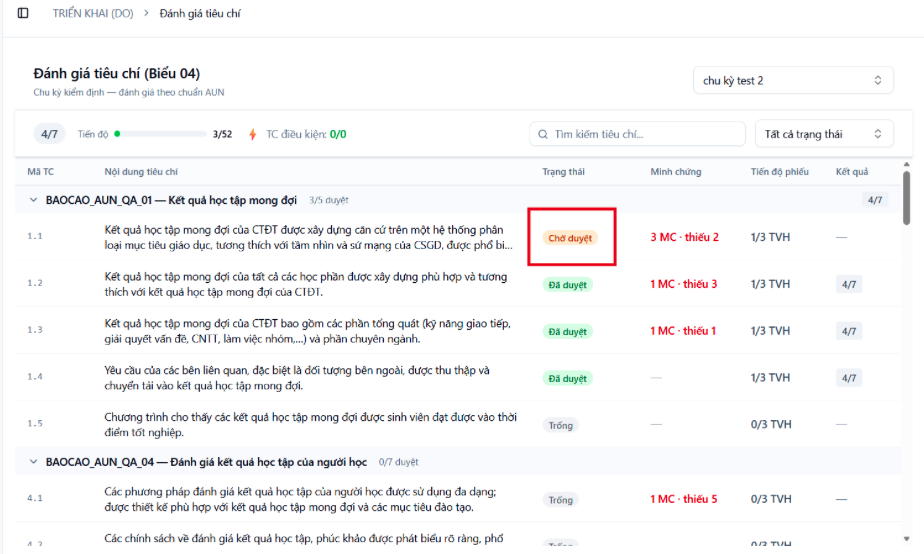 TRIỂN KHAI (DO) > Đánh giá tiêu chí
Đánh giá tiêu chí (Biểu 04)
Chu kỳ kiểm định — đánh giá theo chuẩn AUN
chu kỳ test 2
4/7 Tiến độ 3/52 TC điều kiện: 0/0 Tìm kiếm tiêu chí... Tất cả trạng thái
Mã TC Nội dung tiêu chí Trạng thái Minh chứng Tiến độ phiếu Kết quả
BAOCAO_AUN_QA_01 — Kết quả học tập mong đợi 3/5 duyệt 4/7
1.1 Kết quả học tập mong đợi của CTĐT được xây dựng căn cứ trên một hệ thống phân
loại mục tiêu giáo dục, tương thích với tầm nhìn và sứ mạng của CSGD, được phổ bi...
Chờ duyệt 3 MC · thiếu 2 1/3 TVH —
1.2 Kết quả học tập mong đợi của tất cả các học phần được xây dựng phù hợp và tương
thích với kết quả học tập mong đợi của CTĐT.
Đã duyệt 1 MC · thiếu 3 1/3 TVH 4/7
1.3 Kết quả học tập mong đợi của CTĐT bao gồm các phần tổng quát (kỹ năng giao tiếp,
giải quyết vấn đề, CNTT, làm việc nhóm,...) và phần chuyên ngành.
Đã duyệt 1 MC · thiếu 1 1/3 TVH 4/7
1.4 Yêu cầu của các bên liên quan, đặc biệt là đối tượng bên ngoài, được thu thập và
chuyển tải vào kết quả học tập mong đợi.
Đã duyệt — 1/3 TVH 4/7
1.5 Chương trình cho thấy các kết quả học tập mong đợi được sinh viên đạt được vào thời
điểm tốt nghiệp.
Trống — 0/3 TVH —
BAOCAO_AUN_QA_04 — Đánh giá kết quả học tập của người học 0/7 duyệt
4.1 Các phương pháp đánh giá kết quả học tập của người học được sử dụng đa dạng;
được thiết kế phù hợp với kết quả học tập mong đợi và các mục tiêu đào tạo.
Trống 1 MC · thiếu 5 0/3 TVH —
4.2 Các chính sách về đánh giá kết quả học tập, phúc khảo được phát biểu rõ ràng, phổ
Trống 0/3 TVH